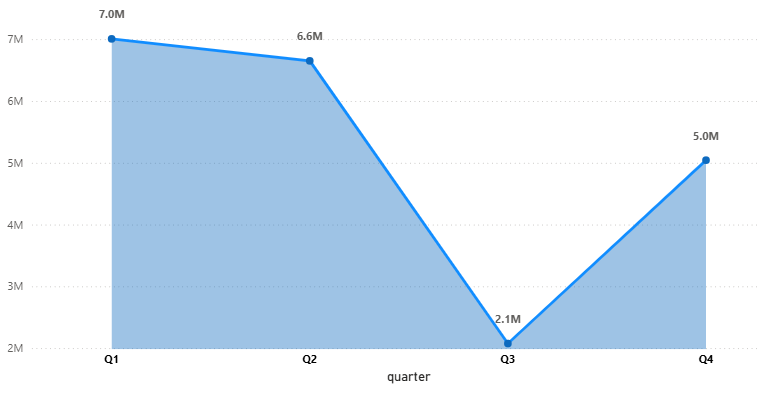 7.0M
6.6M
7M
6M
5.0M
5M
4M
3M
2.1M
2M
Q1 Q2 Q3 Q4
quarter